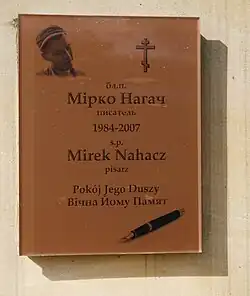 бл.п.
Мірко Нагач
писатель
1984-2007
ś.p.
Mirek Nahacz
pisarz
Pokój Jego Duszy
Вічна Йому Памят